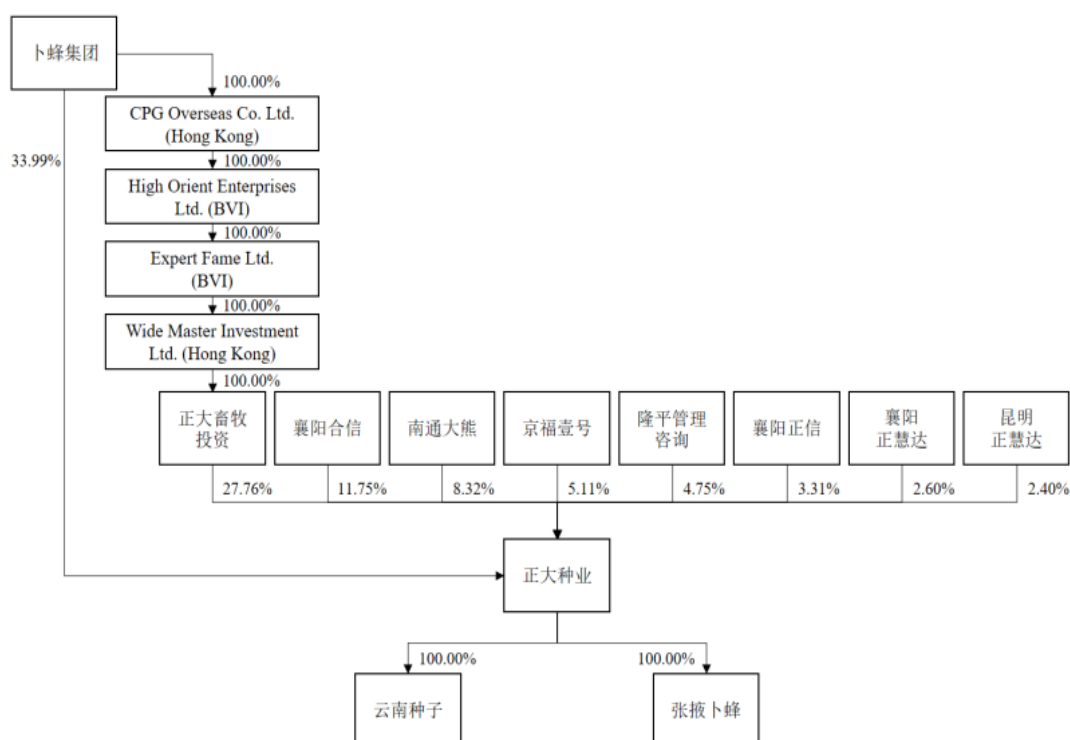 卜蜂集团
100.00%
CPG Overseas Co. Ltd.
(Hong Kong)
33.99%
100.00%
High Orient Enterprises
Ltd. (BVI)
100.00%
Expert Fame Ltd.
(BVI)
100.00%
Wide Master Investment
Ltd. (Hong Kong)
100.00%
正大畜牧
投资
襄阳合信
南通大熊
京福壹号
隆平管理
咨询
襄阳正信
襄阳
正慧达
昆明
正慧达
27.76%
11.75%
8.32%
5.11%
4.75%
3.31%
2.60%
2.40%
正大种业
100.00%
100.00%
云南种子
张掖卜蜂